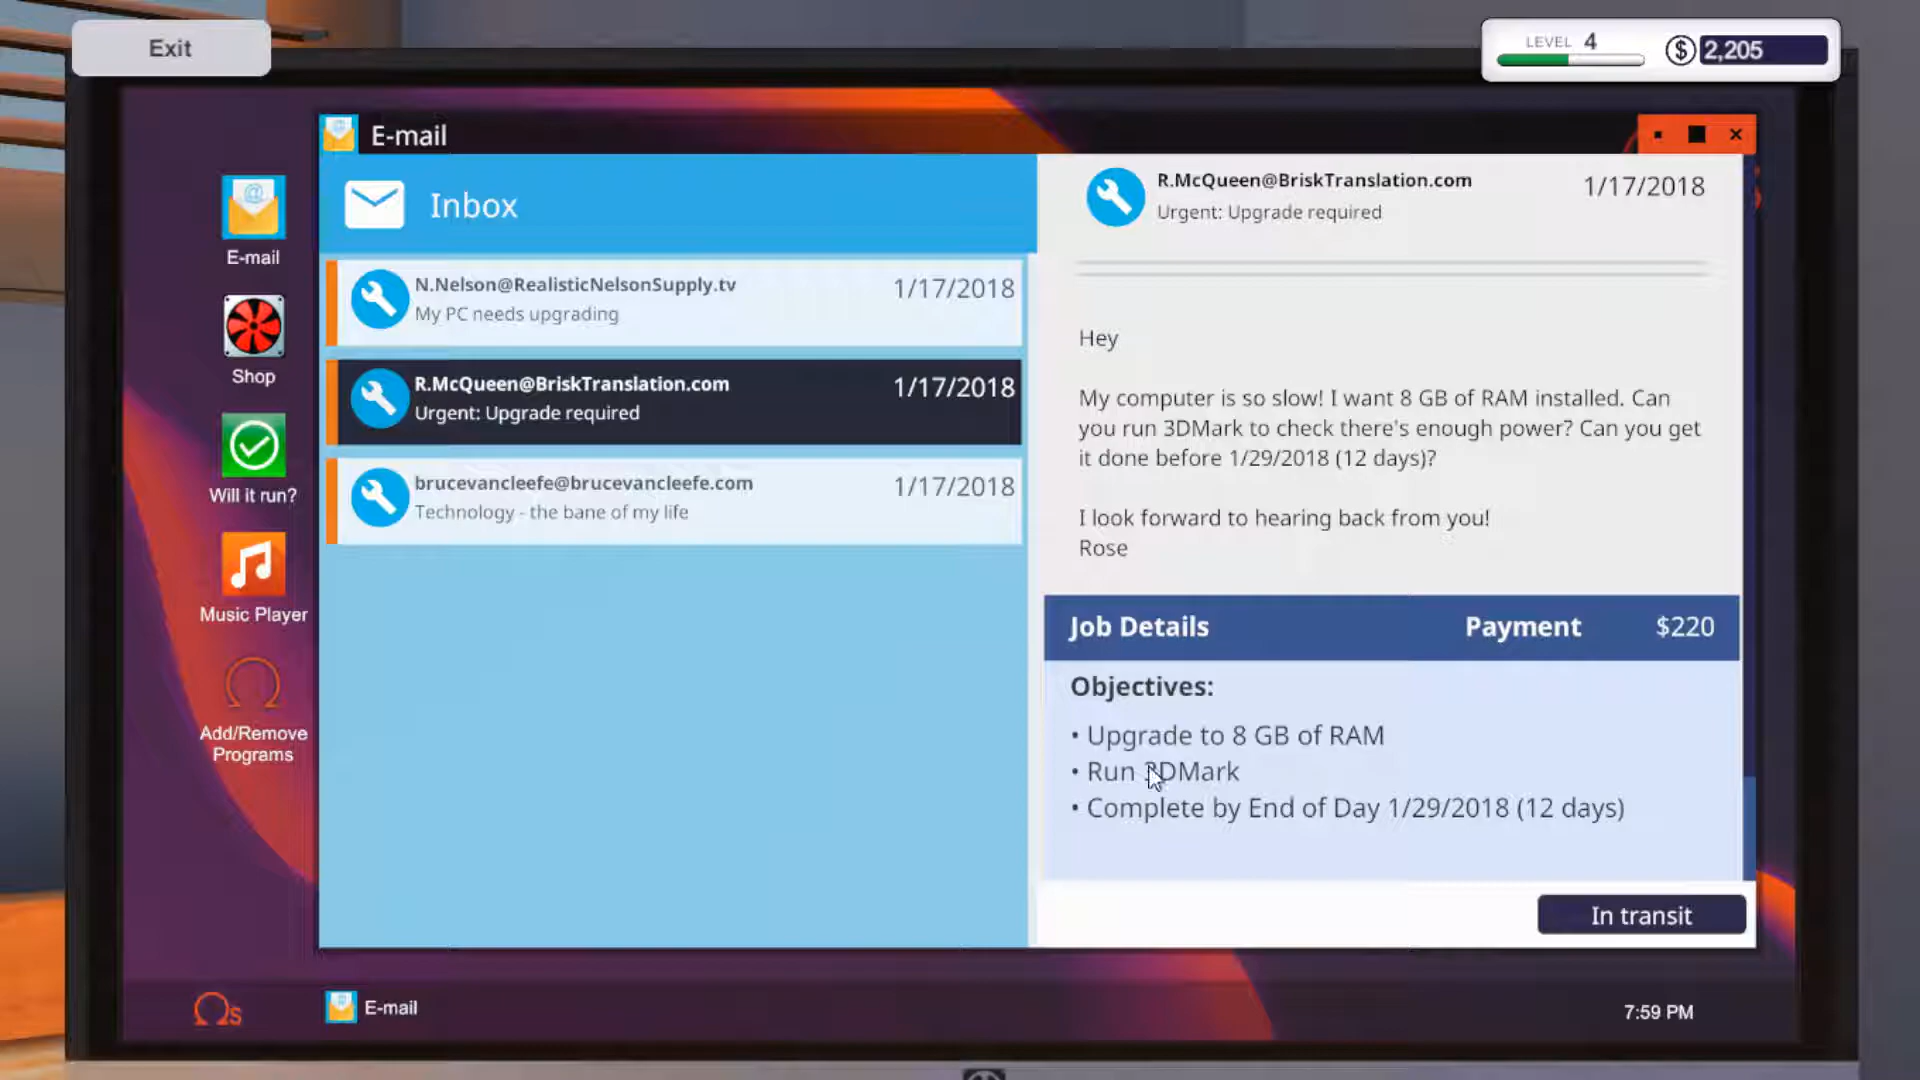 Exit
LEVEL 4
$ 2,205
E-mail
Inbox
N.Nelson@RealisticNelsonSupply.tv
1/17/2018
My PC needs upgrading
R.McQueen@BriskTranslation.com
1/17/2018
Urgent: Upgrade required
brucevancleefe@brucevancleefe.com
1/17/2018
Technology - the bane of my life
R.McQueen@BriskTranslation.com
1/17/2018
Urgent: Upgrade required
Hey
My computer is so slow! I want 8 GB of RAM installed. Can
you run 3DMark to check there's enough power? Can you get
it done before 1/29/2018 (12 days)?
I look forward to hearing back from you!
Rose
Job Details
Payment
$220
Objectives:
• Upgrade to 8 GB of RAM
• Run 3DMark
• Complete by End of Day 1/29/2018 (12 days)
In transit
E-mail
Shop
Will it run?
Music Player
Add/Remove
Programs
Ωs
E-mail
7:59 PM